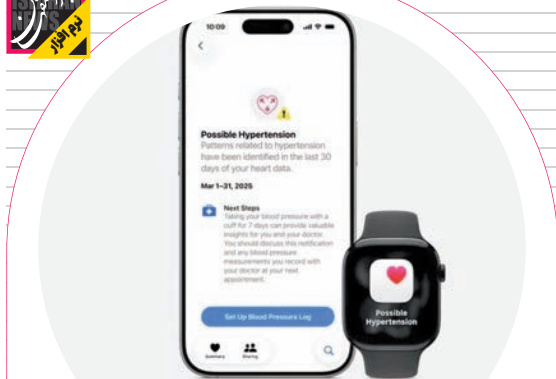 نرم افزار
10:09
Possible Hypertension
Patterns related to hypertension
have been identified in the last 30
days of your heart data.
Mar 1–31, 2025
Next Steps
Taking your blood pressure with a
cuff for 7 days can provide valuable
insights for you and your doctor.
You should discuss this notification
and any blood pressure
measurements you record with
your doctor at your next
appointment.
Set Up Blood Pressure Log
Summary
Sharing
Possible
Hypertension